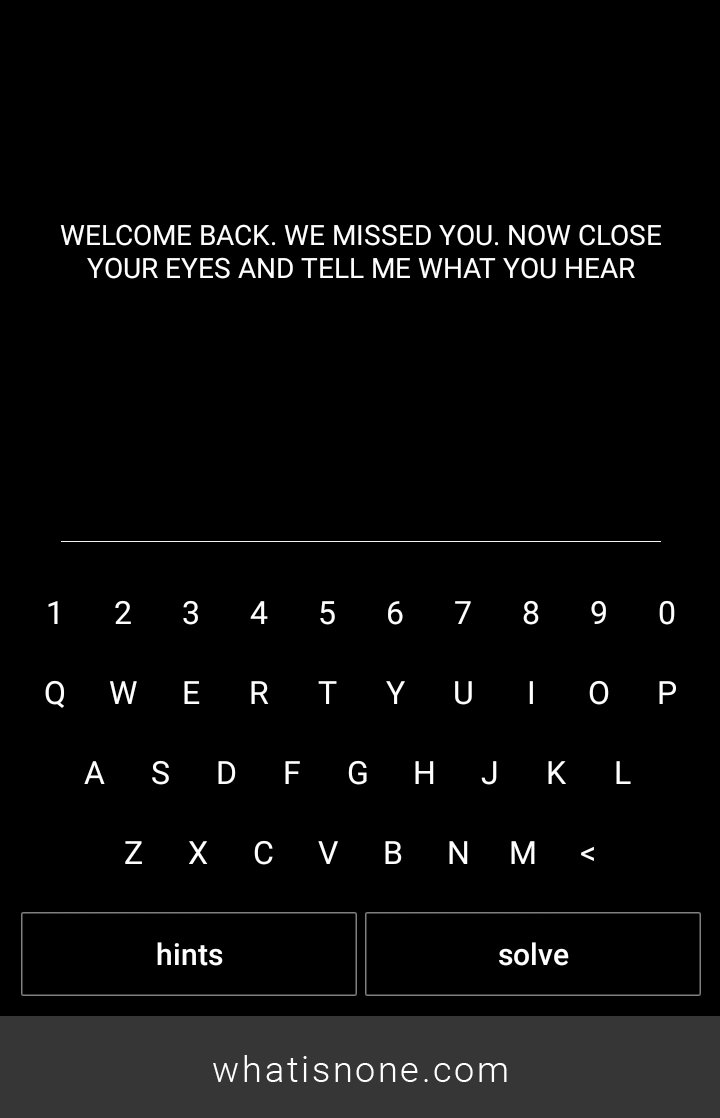 WELCOME BACK. WE MISSED YOU. NOW CLOSE
YOUR EYES AND TELL ME WHAT YOU HEAR
1 2 3 4 5 6 7 8 9 0
Q W E R T Y U I O P
A S D F G H J K L
Z X C V B N M <
hints solve
whatisnone.com